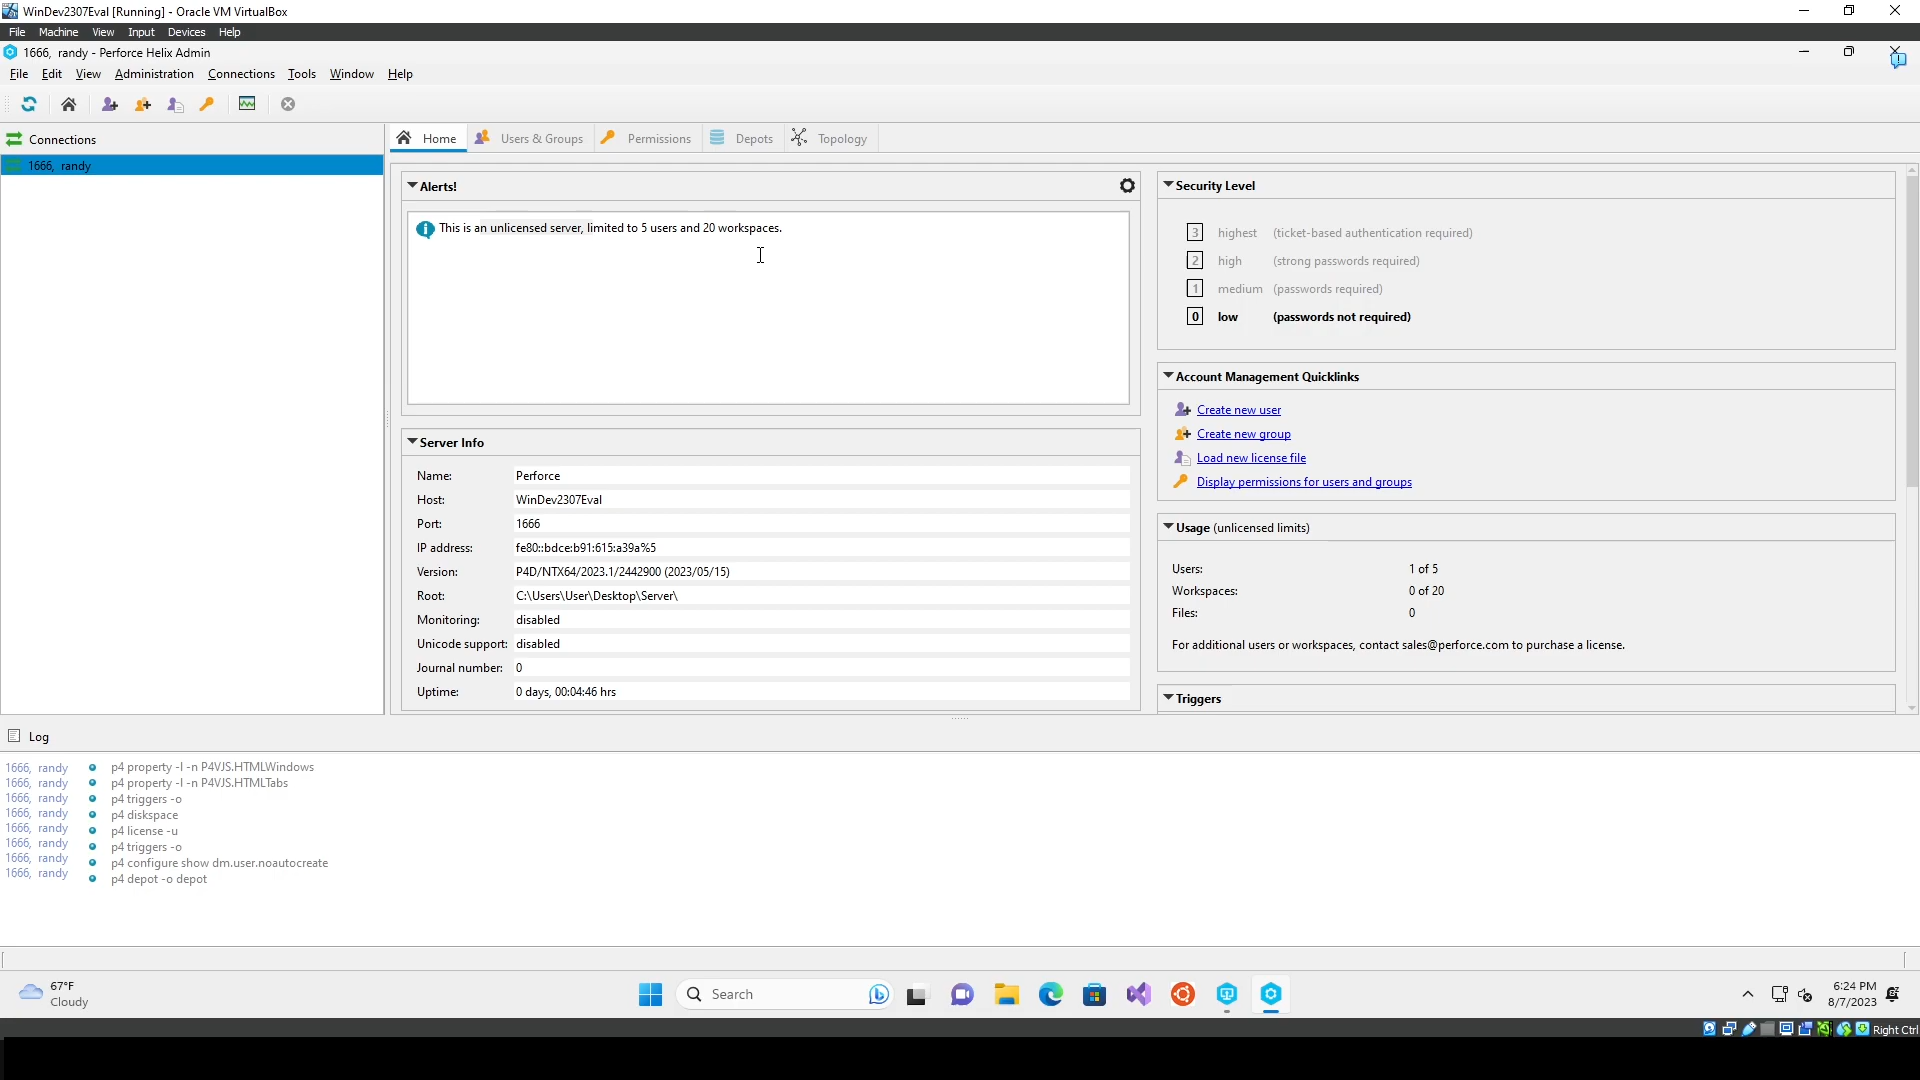 WinDev2307Eval [Running] - Oracle VM VirtualBox
File Machine View Input Devices Help
1666, randy - Perforce Helix Admin
File Edit View Administration Connections Tools Window Help
Connections
1666, randy
Home Users & Groups Permissions Depots Topology
Alerts!
This is an unlicensed server, limited to 5 users and 20 workspaces.
Server Info
Name: Perforce
Host: WinDev2307Eval
Port: 1666
IP address: fe80::bdce:b91:615:a39a%5
Version: P4D/NTX64/2023.1/2442900 (2023/05/15)
Root: C:\Users\User\Desktop\Server\
Monitoring: disabled
Unicode support: disabled
Journal number: 0
Uptime: 0 days, 00:04:46 hrs
Security Level
3 highest (ticket-based authentication required)
2 high (strong passwords required)
1 medium (passwords required)
0 low (passwords not required)
Account Management Quicklinks
Create new user
Create new group
Load new license file
Display permissions for users and groups
Usage (unlicensed limits)
Users: 1 of 5
Workspaces: 0 of 20
Files: 0
For additional users or workspaces, contact sales@perforce.com to purchase a license.
Triggers
Log
1666, randy p4 property -l -n P4VJS.HTMLWindows
1666, randy p4 property -l -n P4VJS.HTMLTabs
1666, randy p4 triggers -o
1666, randy p4 diskspace
1666, randy p4 license -u
1666, randy p4 triggers -o
1666, randy p4 configure show dm.user.noautocreate
1666, randy p4 depot -o depot
67°F
Cloudy
Search
6:24 PM
8/7/2023
Right Ctrl